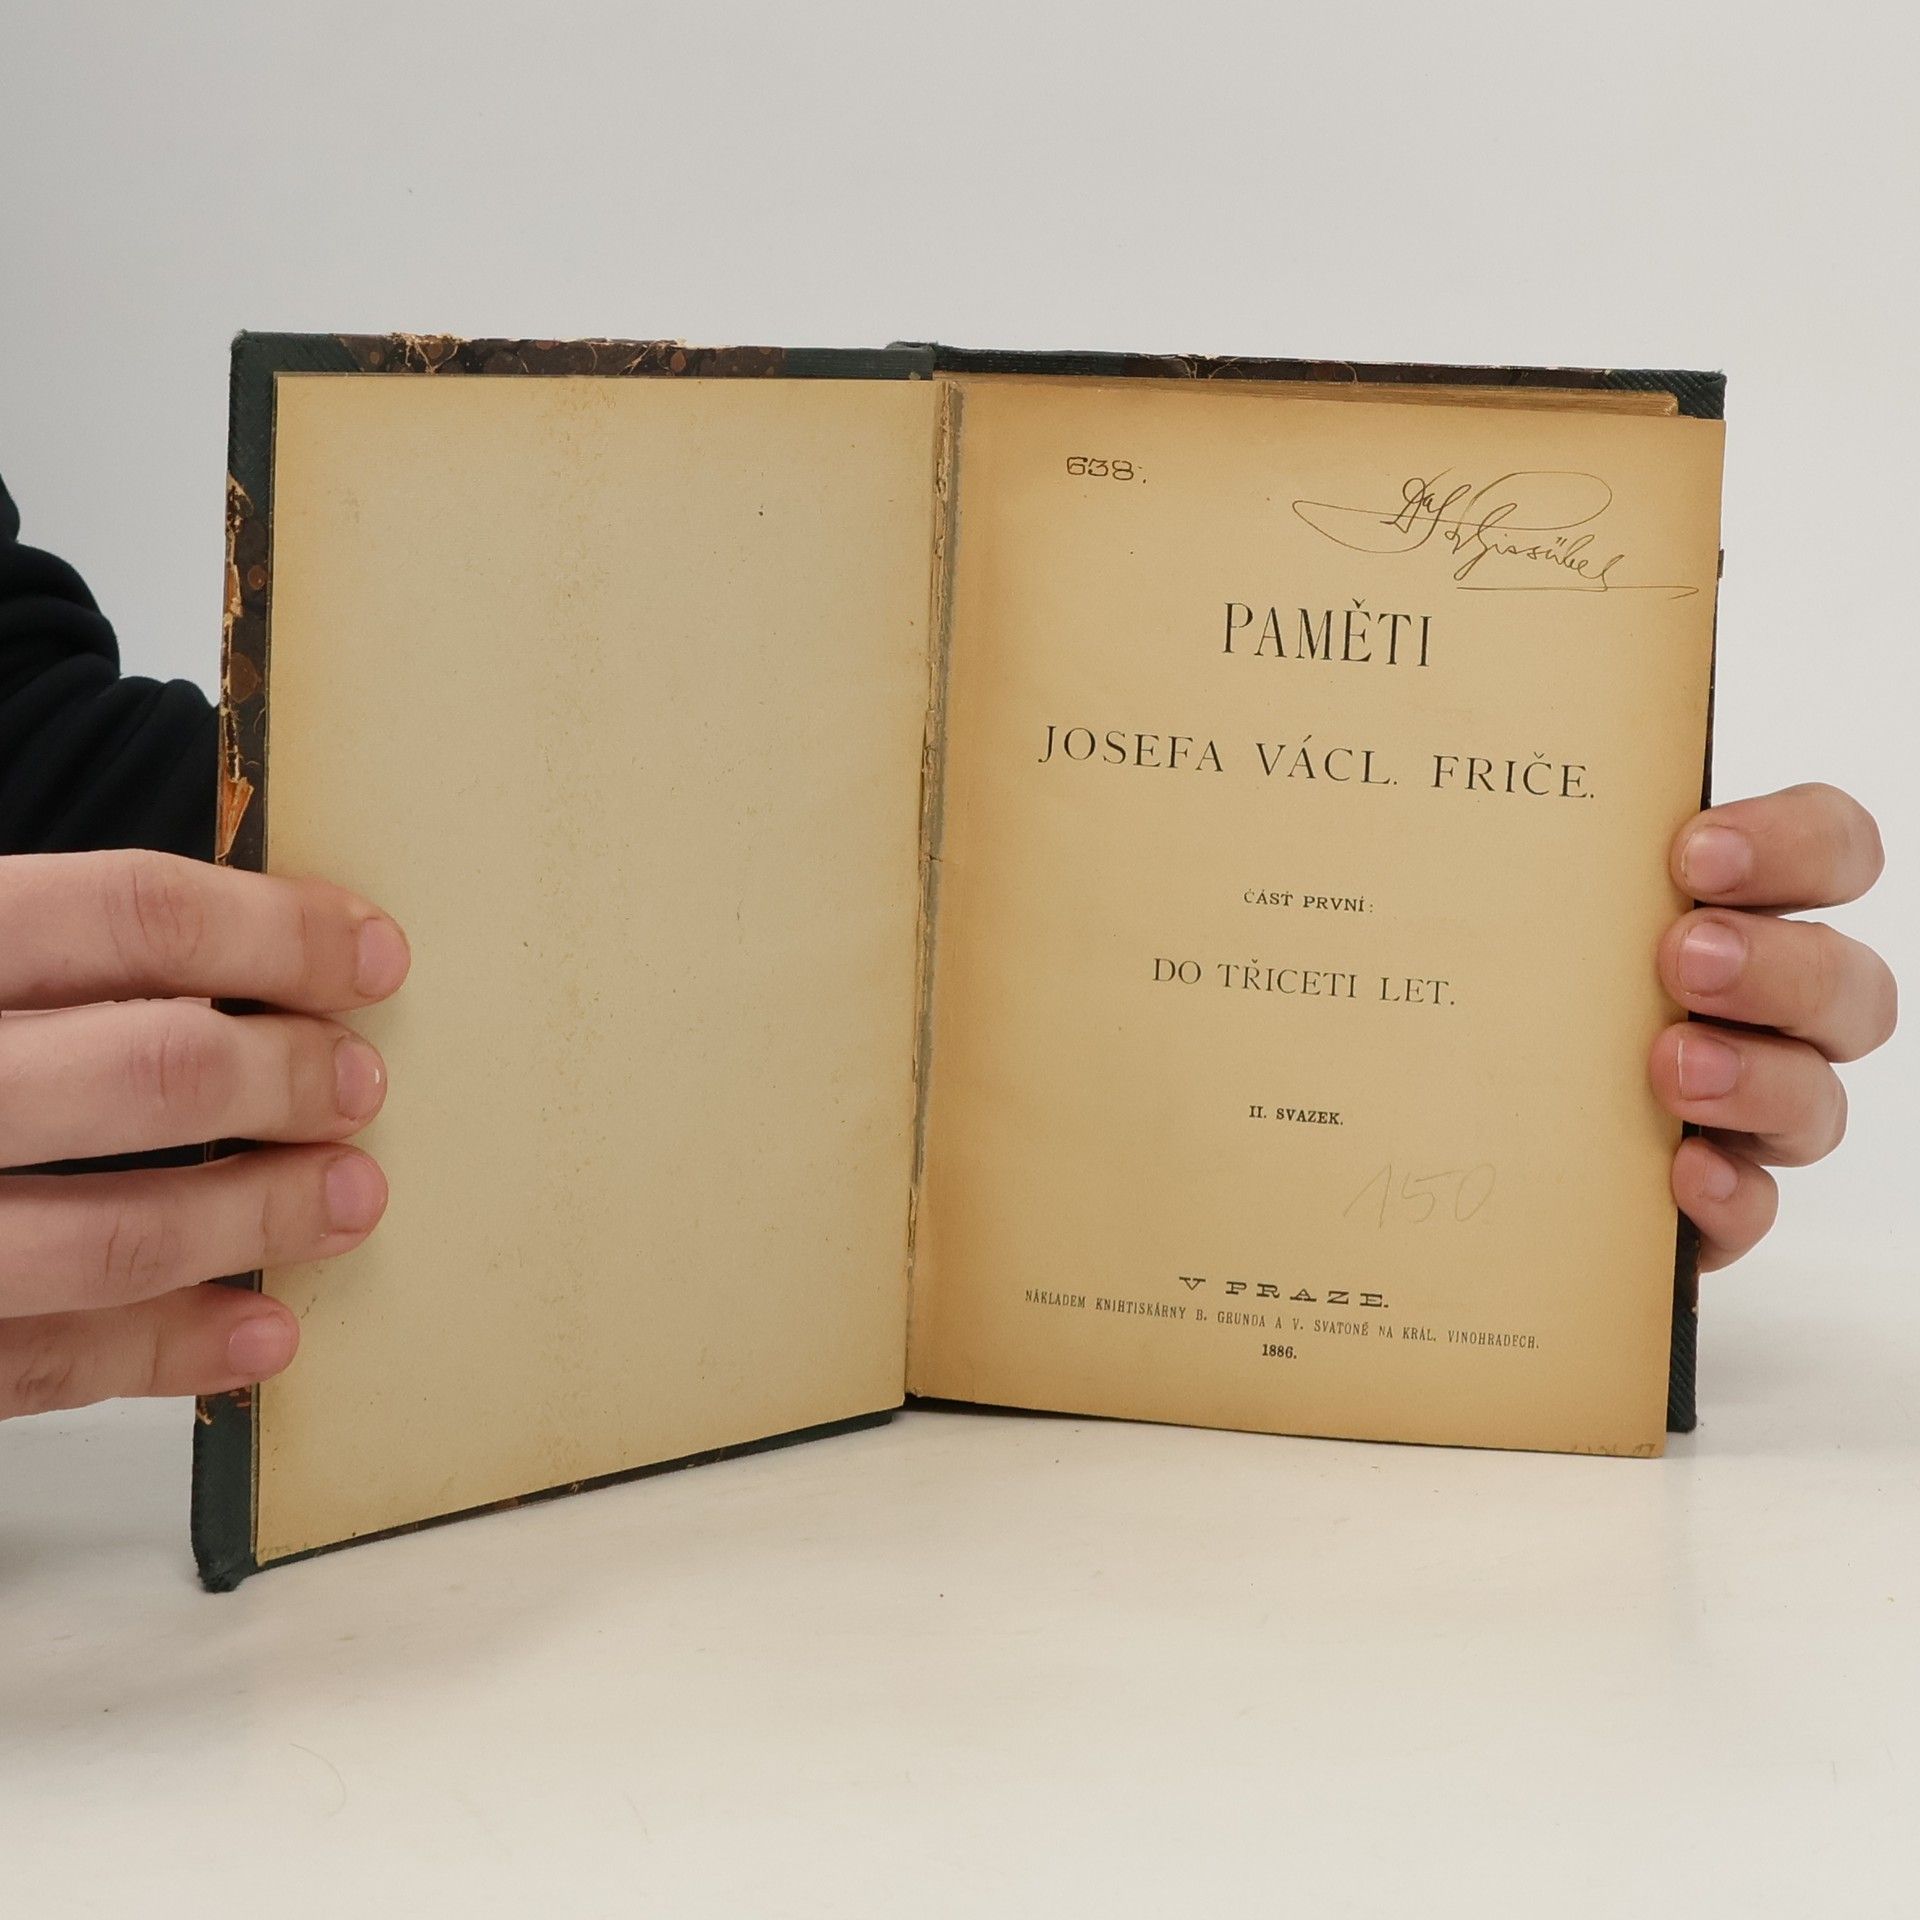 638.
PAMĚTI
JOSEFA VÁCL. FRIČE.
ČÁSŤ PRVNÍ:
DO TŘICETI LET.
II. SVAZEK.
150
V PRAZE.
NÁKLADEM KNIHTISKÁRNY B. GRUNDA A V. SVATONĚ NA KRÁL. VINOHRADECH.
1886.